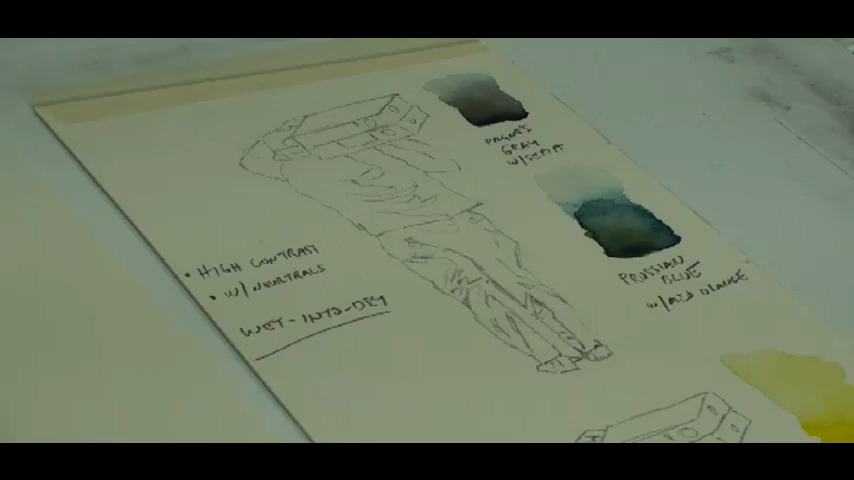 PAYNE'S
GRAY
W/SEPIA
PRUSSIAN
BLUE
W/AZO ORANGE
• HIGH CONTRAST
• W/NEUTRALS
WET-INTO-DRY